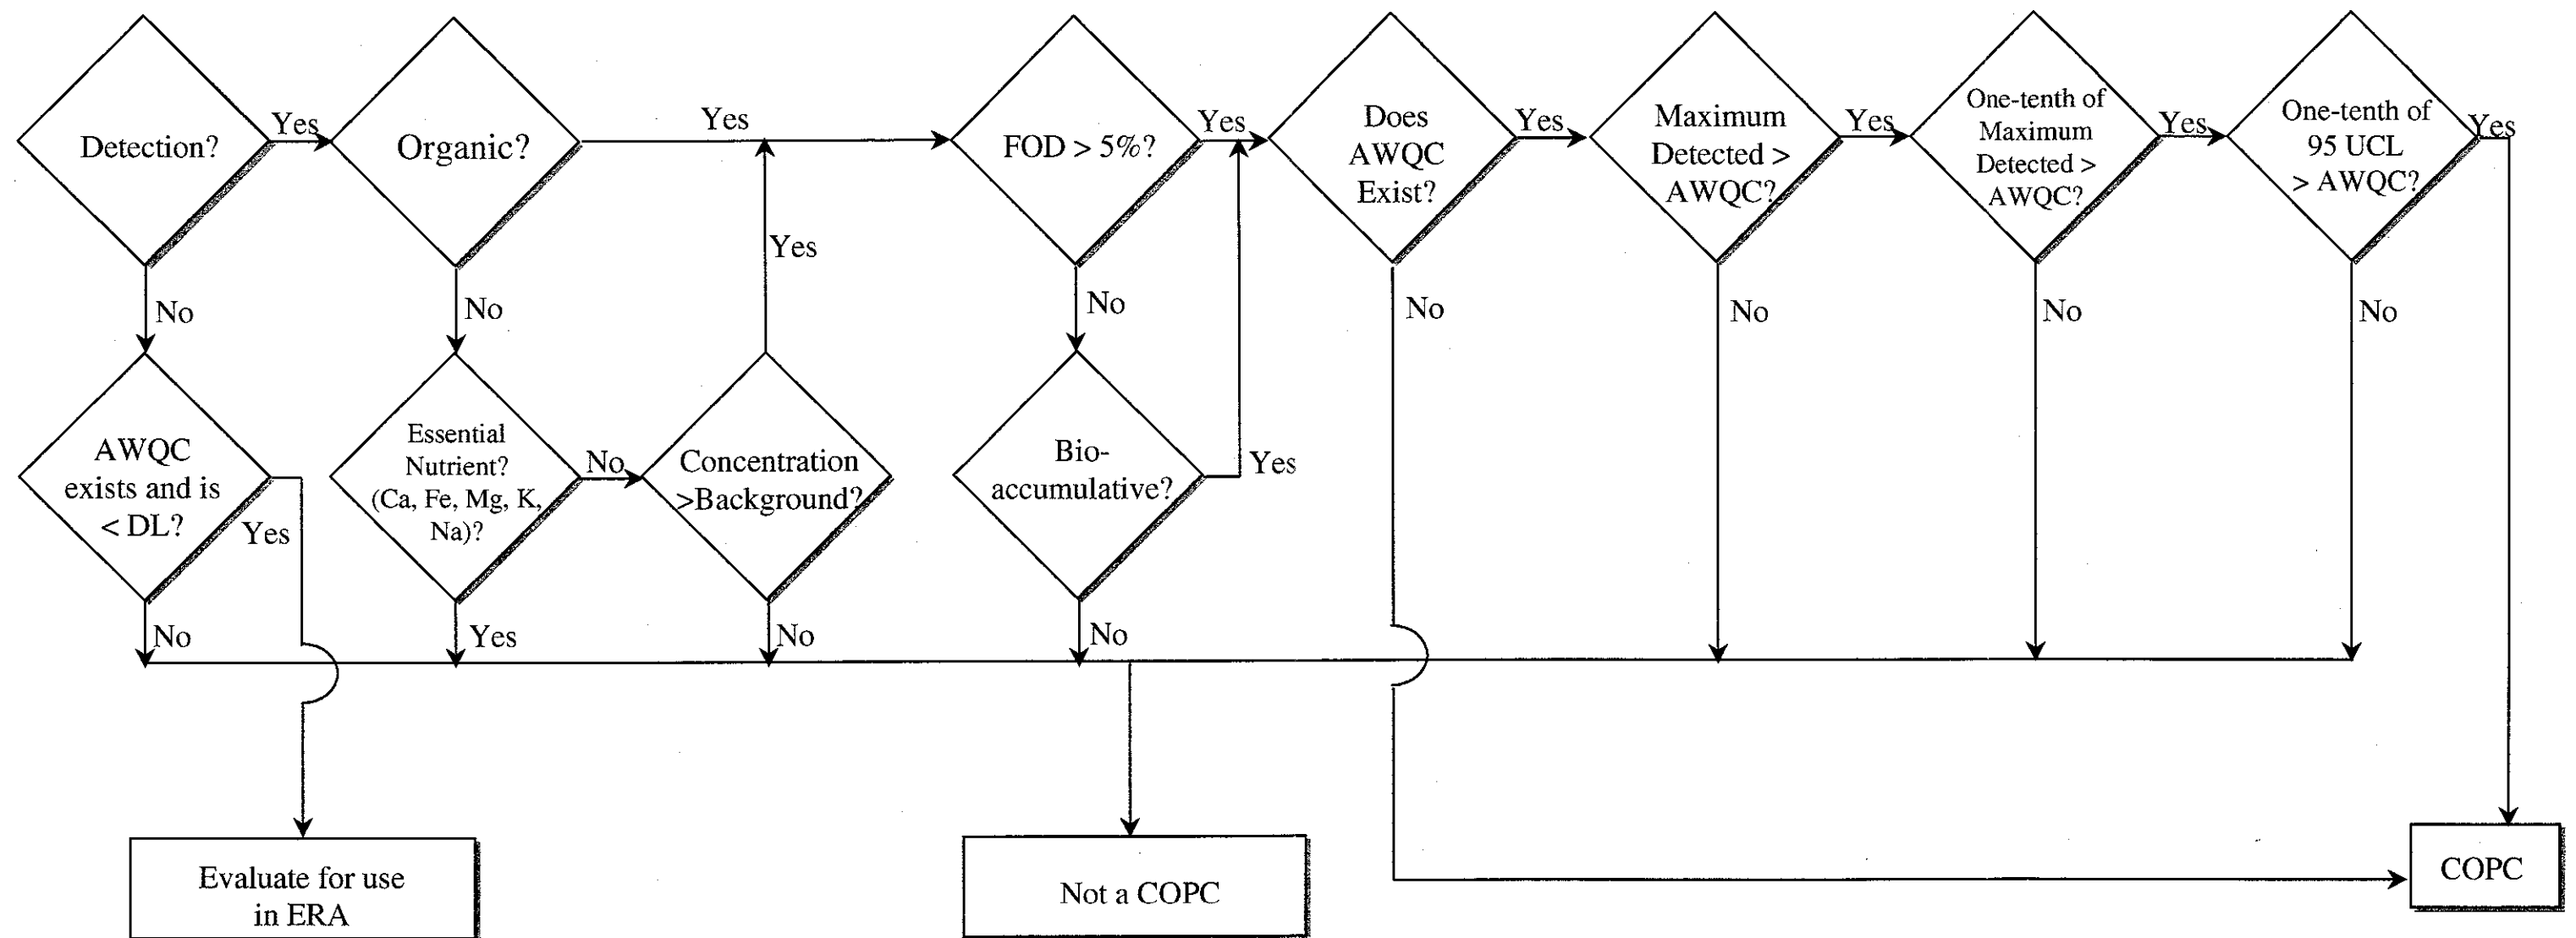 Detection?
Yes
Organic?
Yes
FOD > 5%?
Yes
Does
AWQC
Exist?
Yes
Maximum
Detected >
AWQC?
Yes
One-tenth of
Maximum
Detected >
AWQC?
Yes
One-tenth of
95 UCL
> AWQC?
Yes
No
No
Yes
No
No
No
No
No
AWQC
exists and is
< DL?
Yes
Essential
Nutrient?
(Ca, Fe, Mg, K,
Na)?
No
Concentration
>Background?
Bio-
accumulative?
Yes
No
Yes
No
No
Evaluate for use
in ERA
Not a COPC
COPC